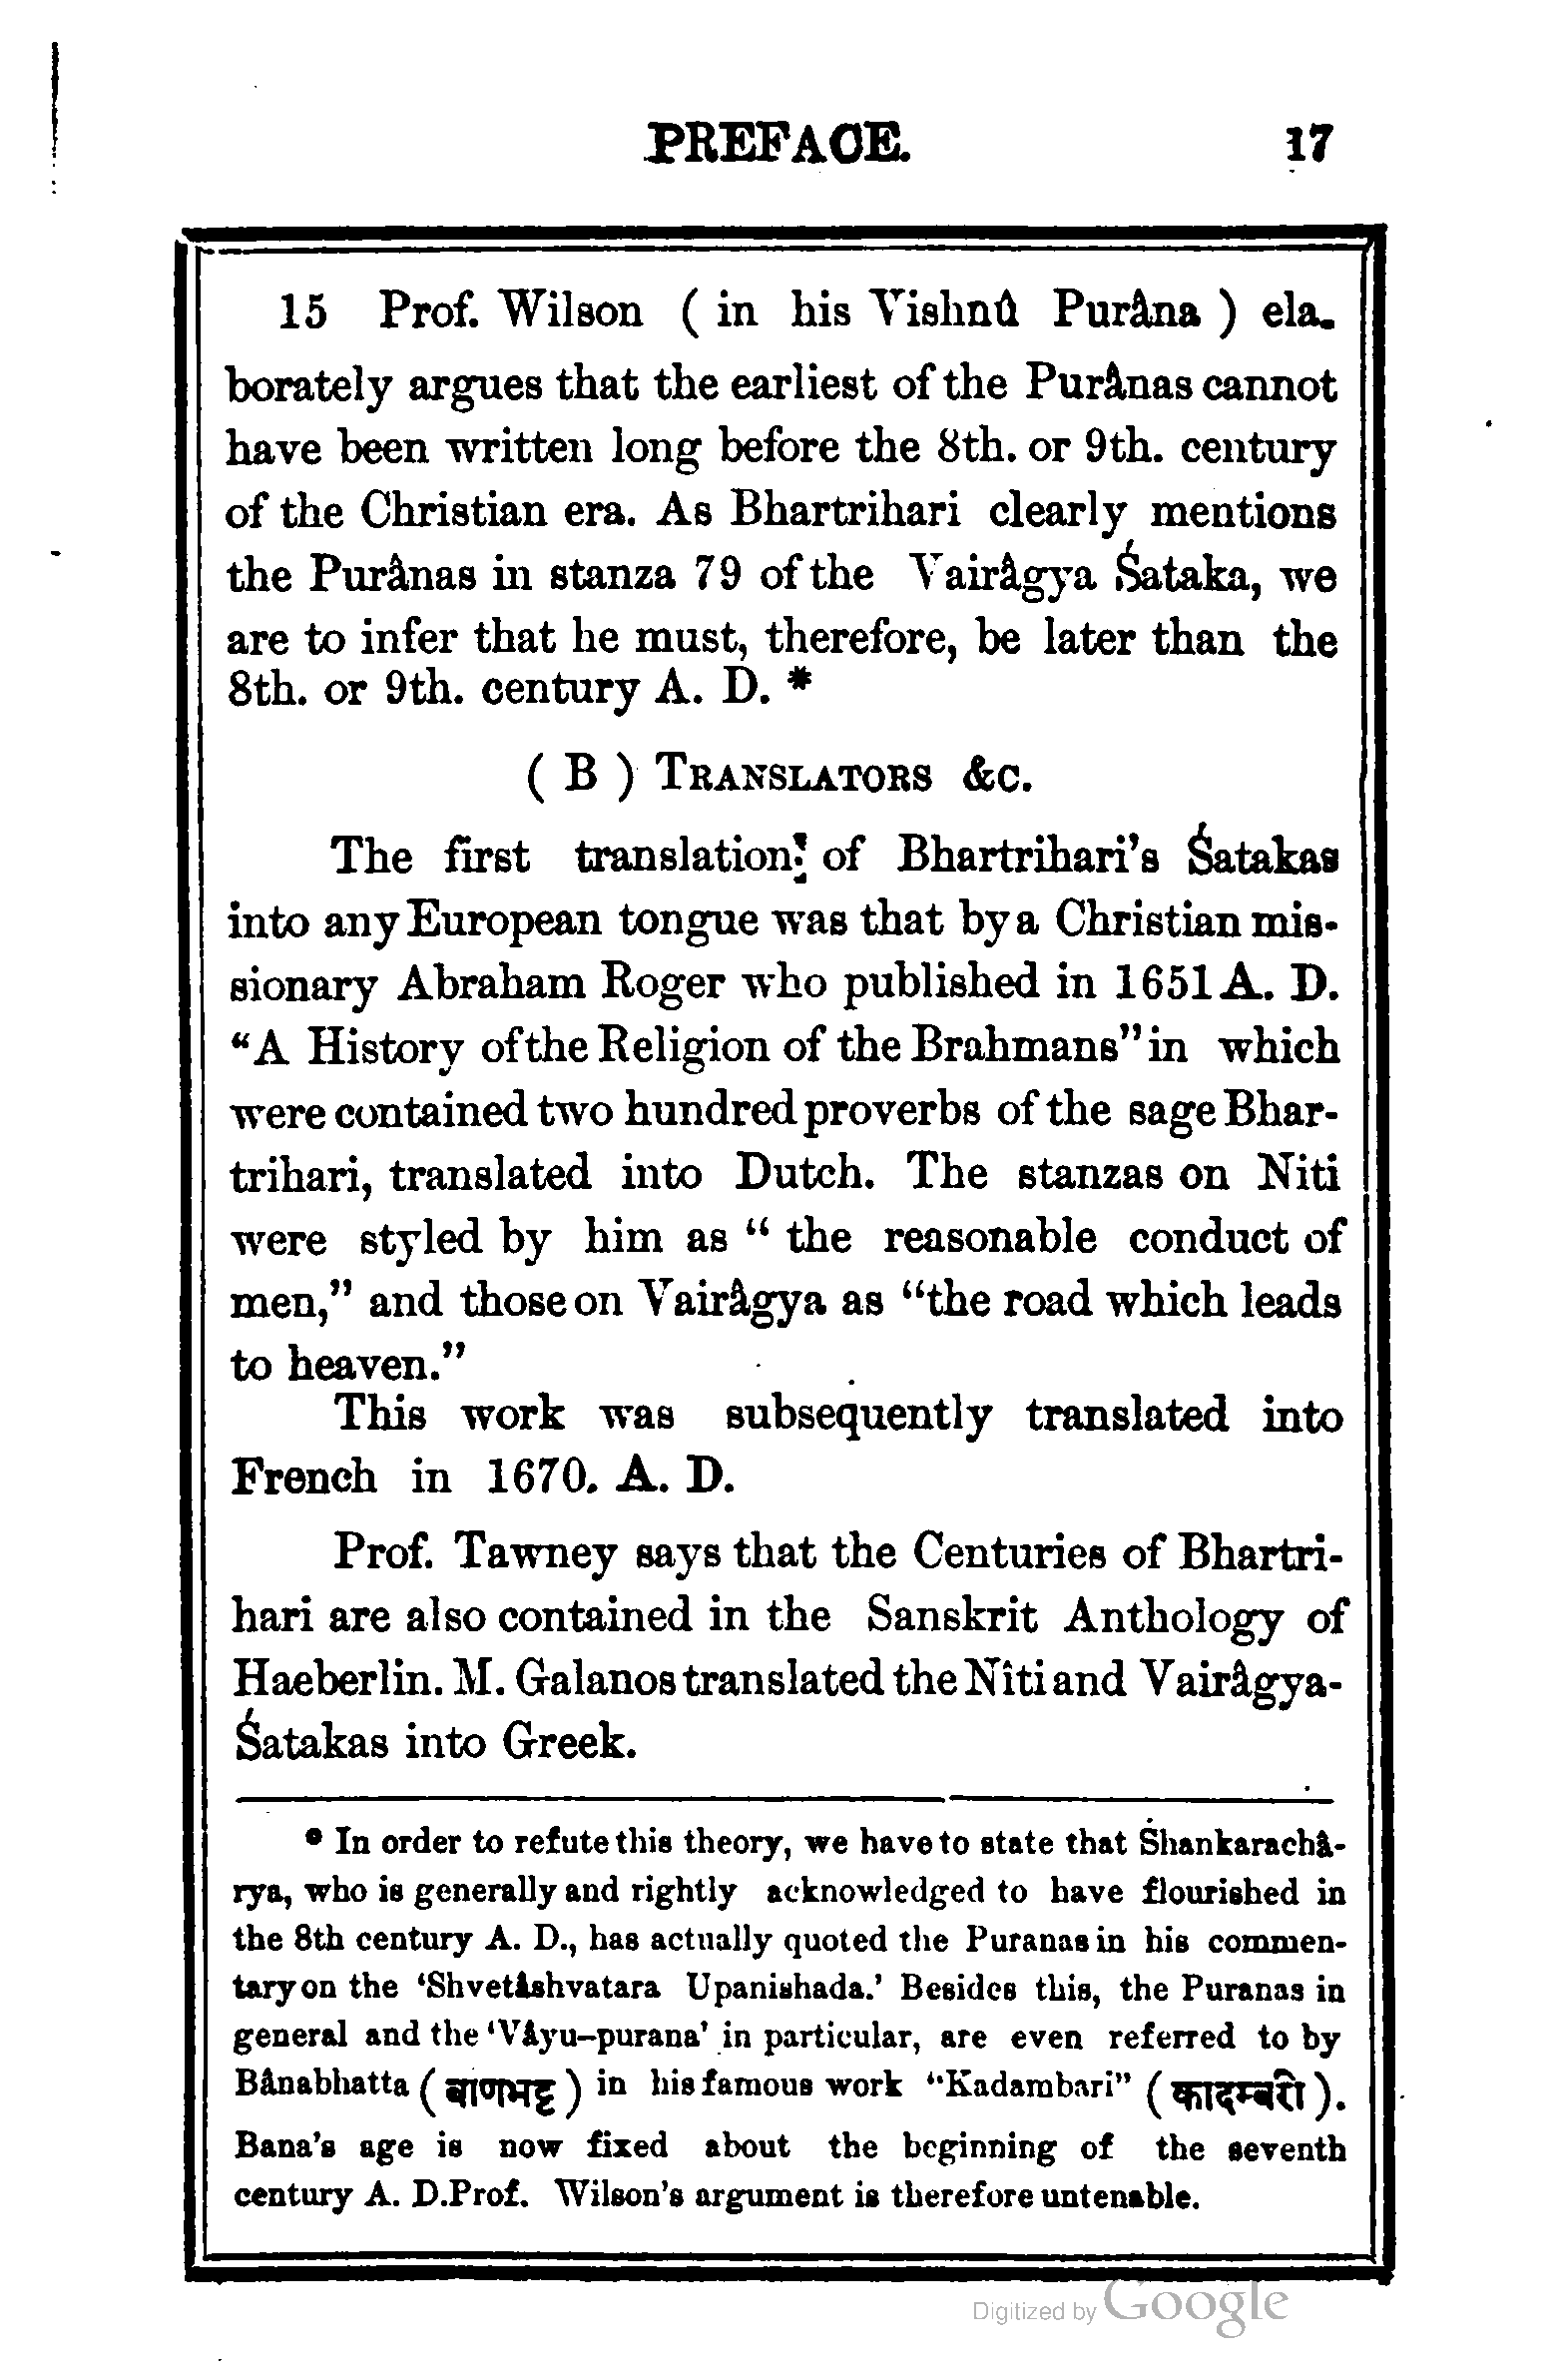 PREFACE. 17
15 Prof. Wilson ( in his Vishnû Purâna ) ela-
borately argues that the earliest of the Purânas cannot
have been written long before the 8th. or 9th. century
of the Christian era. As Bhartrihari clearly mentions
the Purânas in stanza 79 of the Vairâgya Śataka, we
are to infer that he must, therefore, be later than the
8th. or 9th. century A. D. *
( B ) TRANSLATORS &C.
The first translation: of Bhartrihari's Śatakas
into any European tongue was that by a Christian mis-
sionary Abraham Roger who published in 1651 A. D.
“A History of the Religion of the Brahmans” in which
were contained two hundred proverbs of the sage Bhar-
trihari, translated into Dutch. The stanzas on Niti
were styled by him as “ the reasonable conduct of
men,” and those on Vairâgya as “the road which leads
to heaven.”
This work was subsequently translated into
French in 1670. A. D.
Prof. Tawney says that the Centuries of Bhartri-
hari are also contained in the Sanskrit Anthology of
Haeberlin. M. Galanos translated the Nîti and Vairâgya-
Śatakas into Greek.
* In order to refute this theory, we have to state that Ṡhankarachâ-
rya, who is generally and rightly acknowledged to have flourished in
the 8th century A. D., has actually quoted the Puranas in his commen-
tary on the ‘Shvetâshvatara Upanishada.’ Besides this, the Puranas in
general and the ‘Vâyu-purana’ in particular, are even referred to by
Bânabhatta ( बाणभट्ट ) in his famous work “Kadambari” ( कादम्बरी ).
Bana's age is now fixed about the beginning of the seventh
century A. D. Prof. Wilson's argument is therefore untenable.
Digitized by Google